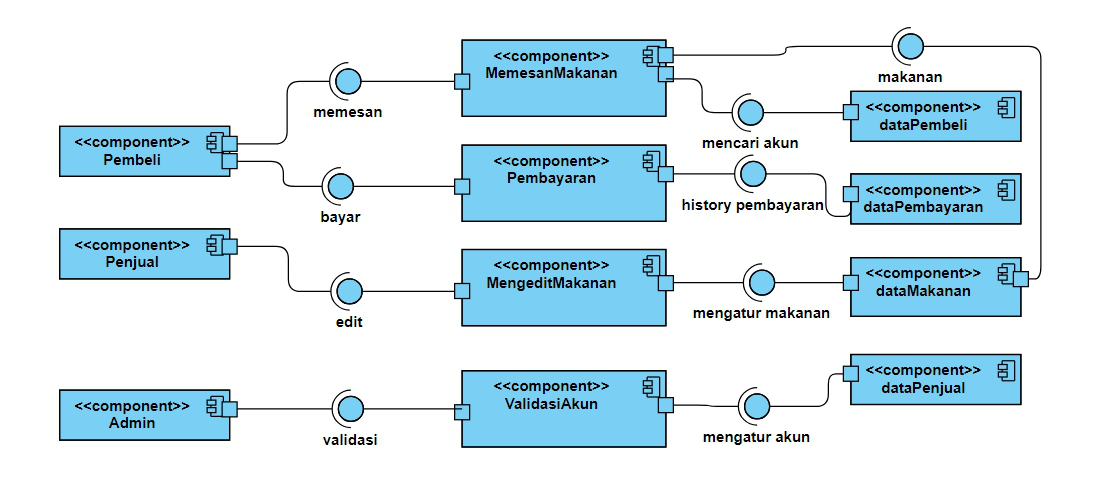 <<component>>
MemesanMakanan
makanan
memesan
<<component>>
dataPembeli
mencari akun
<<component>>
Pembeli
<<component>>
Pembayaran
history pembayaran
<<component>>
dataPembayaran
bayar
<<component>>
Penjual
<<component>>
MengeditMakanan
<<component>>
dataMakanan
mengatur makanan
edit
<<component>>
dataPenjual
<<component>>
ValidasiAkun
<<component>>
Admin
validasi
mengatur akun